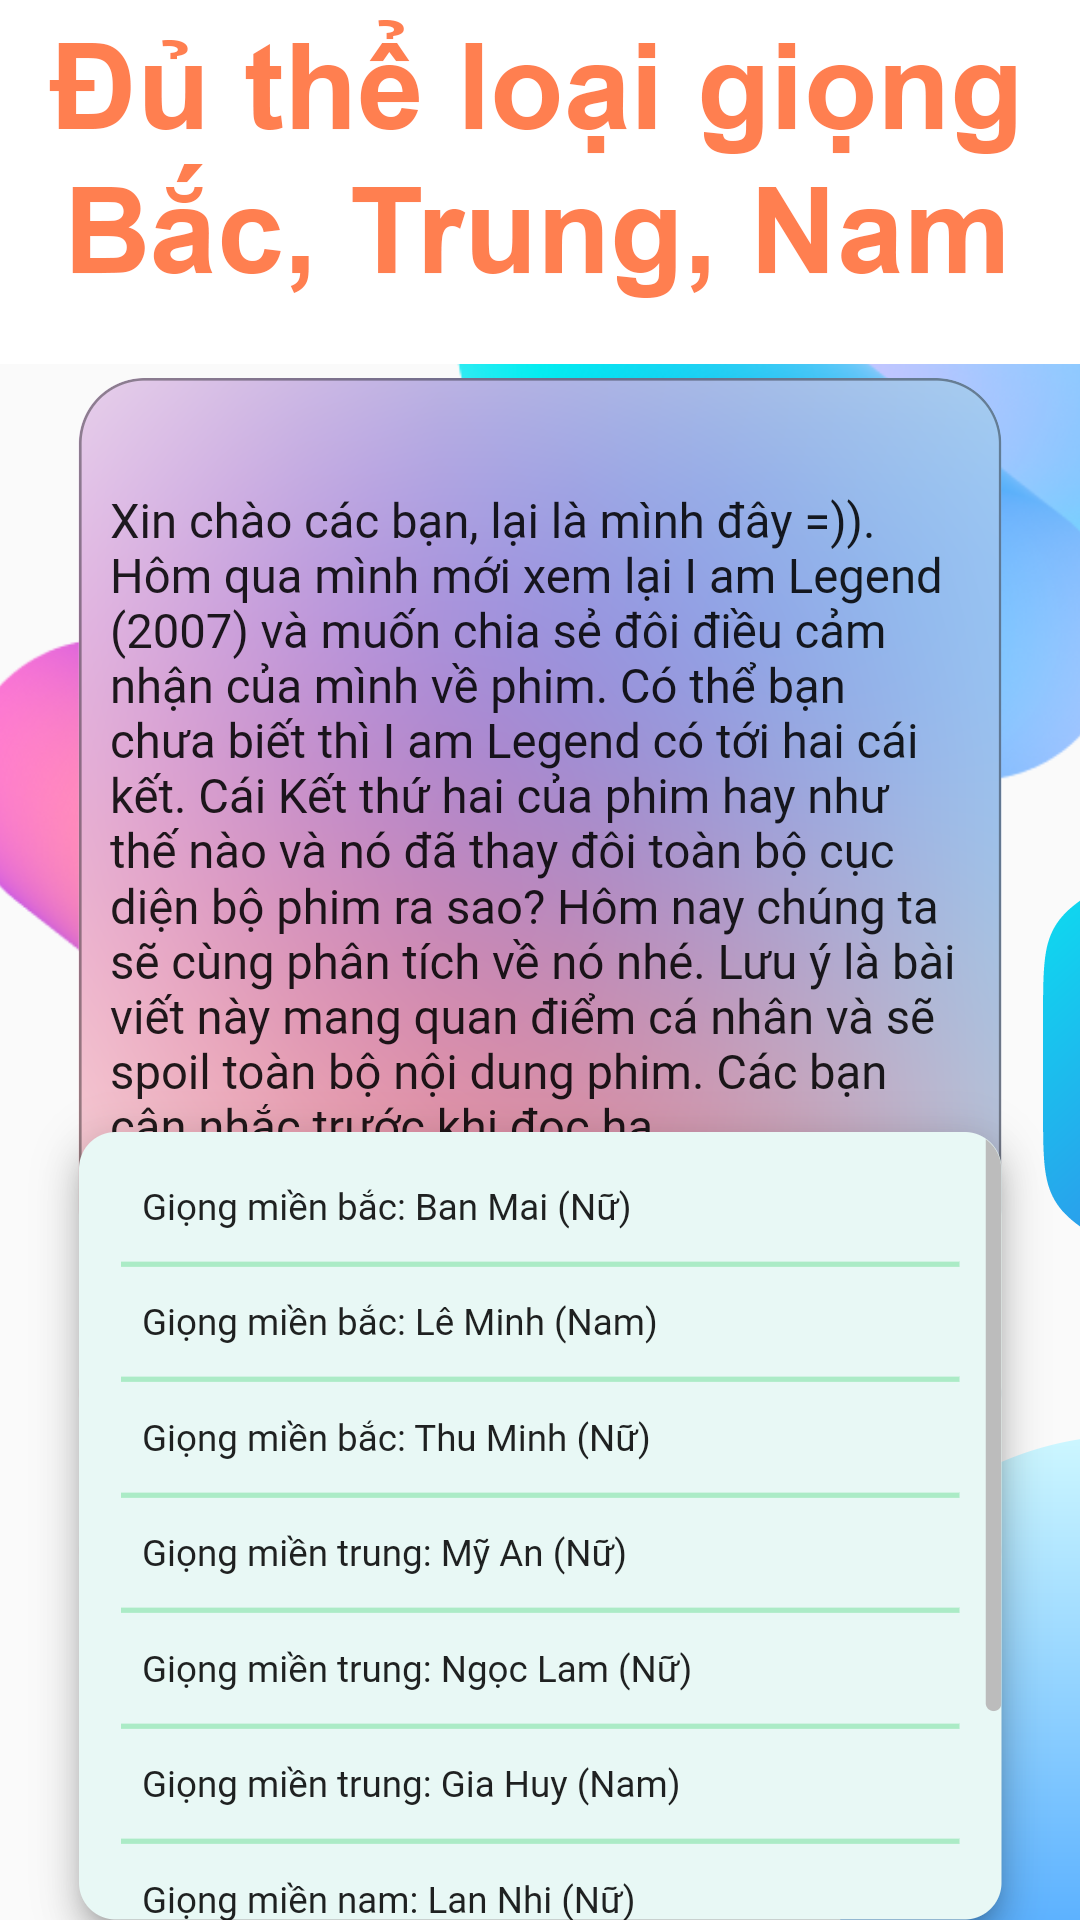 Đủ thể loại giọng
Bắc, Trung, Nam
Xin chào các bạn, lại là mình đây =)).
Hôm qua mình mới xem lại I am Legend
(2007) và muốn chia sẻ đôi điều cảm
nhận của mình về phim. Có thể bạn
chưa biết thì I am Legend có tới hai cái
kết. Cái Kết thứ hai của phim hay như
thế nào và nó đã thay đôi toàn bộ cục
diện bộ phim ra sao? Hôm nay chúng ta
sẽ cùng phân tích về nó nhé. Lưu ý là bài
viết này mang quan điểm cá nhân và sẽ
spoil toàn bộ nội dung phim. Các bạn
cân nhắc trước khi đọc hạ
Giọng miền bắc: Ban Mai (Nữ)
Giọng miền bắc: Lê Minh (Nam)
Giọng miền bắc: Thu Minh (Nữ)
Giọng miền trung: Mỹ An (Nữ)
Giọng miền trung: Ngọc Lam (Nữ)
Giọng miền trung: Gia Huy (Nam)
Giọng miền nam: Lan Nhi (Nữ)